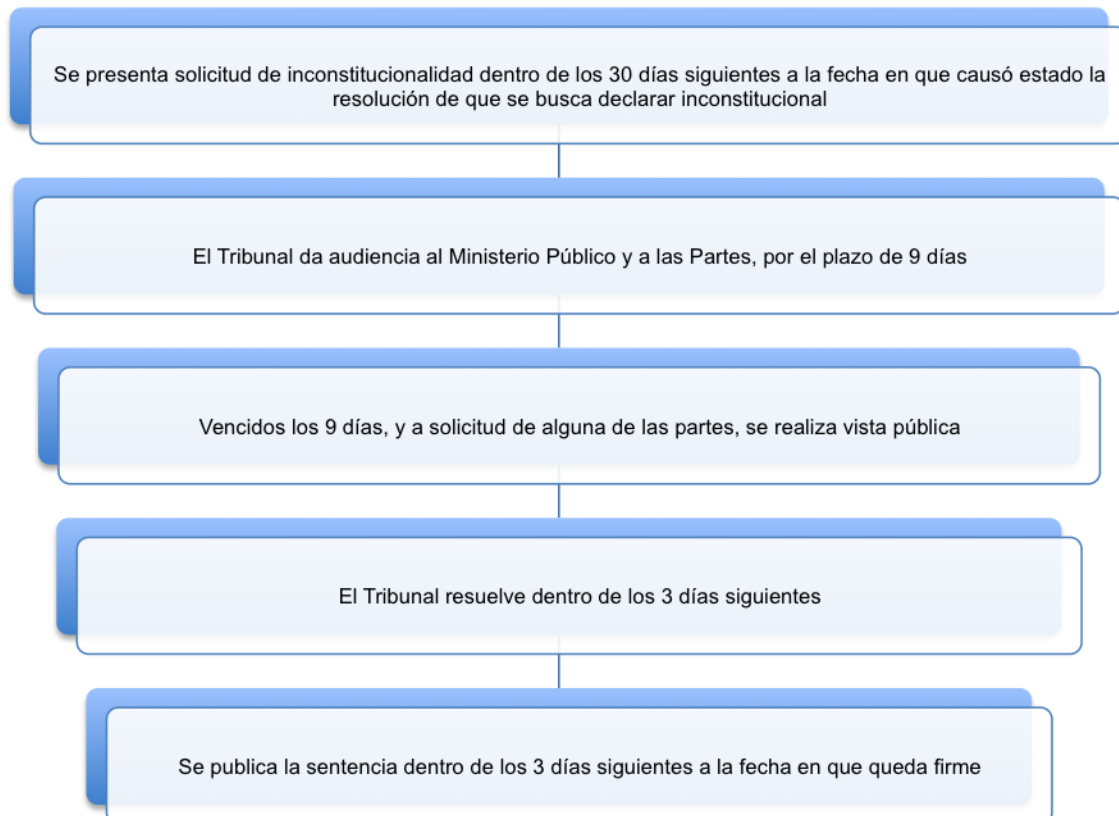 Se presenta solicitud de inconstitucionalidad dentro de los 30 días siguientes a la fecha en que causó estado la
resolución de que se busca declarar inconstitucional
El Tribunal da audiencia al Ministerio Público y a las Partes, por el plazo de 9 días
Vencidos los 9 días, y a solicitud de alguna de las partes, se realiza vista pública
El Tribunal resuelve dentro de los 3 días siguientes
Se publica la sentencia dentro de los 3 días siguientes a la fecha en que queda firme